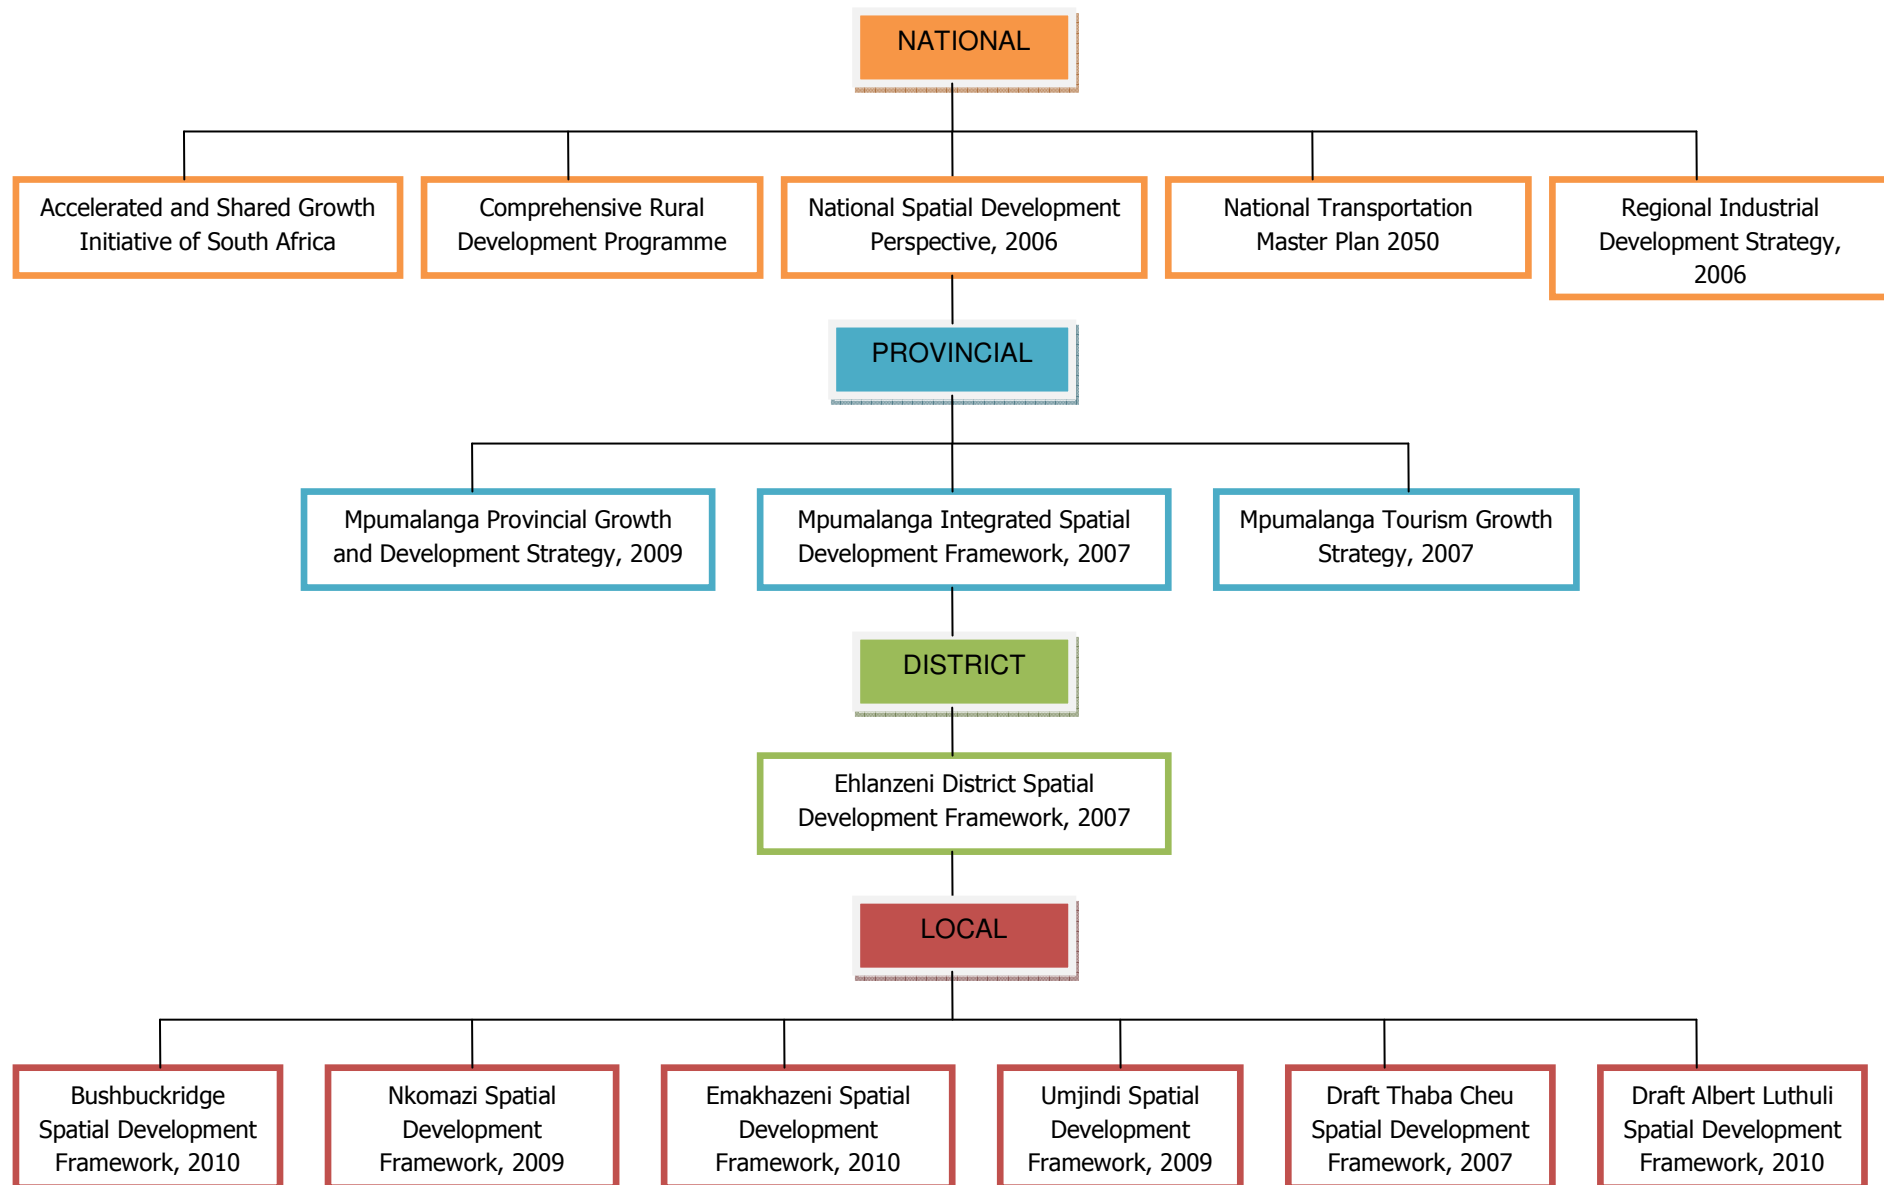 NATIONAL
Accelerated and Shared Growth
Initiative of South Africa
Comprehensive Rural
Development Programme
National Spatial Development
Perspective, 2006
National Transportation
Master Plan 2050
Regional Industrial
Development Strategy,
2006
PROVINCIAL
Mpumalanga Provincial Growth
and Development Strategy, 2009
Mpumalanga Integrated Spatial
Development Framework, 2007
Mpumalanga Tourism Growth
Strategy, 2007
DISTRICT
Ehlanzeni District Spatial
Development Framework, 2007
LOCAL
Bushbuckridge
Spatial Development
Framework, 2010
Nkomazi Spatial
Development
Framework, 2009
Emakhazeni Spatial
Development
Framework, 2010
Umjindi Spatial
Development
Framework, 2009
Draft Thaba Cheu
Spatial Development
Framework, 2007
Draft Albert Luthuli
Spatial Development
Framework, 2010